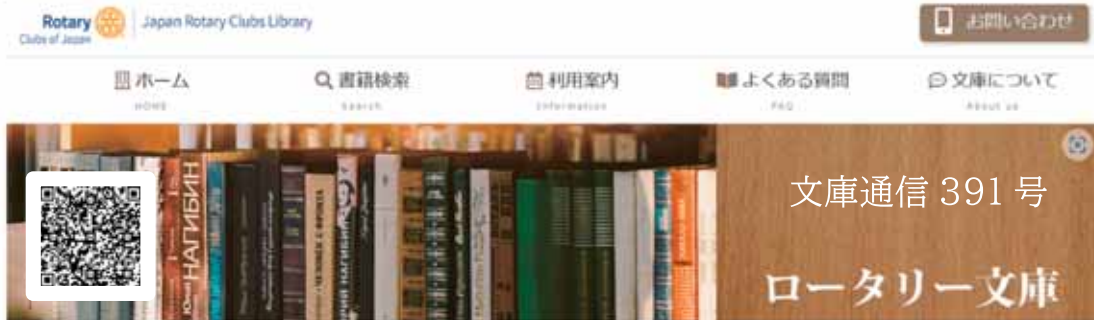 Rotary
Clubs of Japan
Japan Rotary Clubs Library
お問い合わせ
ホーム
HOME
書籍検索
Search
利用案内
Information
よくある質問
FAQ
文庫について
About us
НАГИБИН
文庫通信 391 号
ロータリー文庫